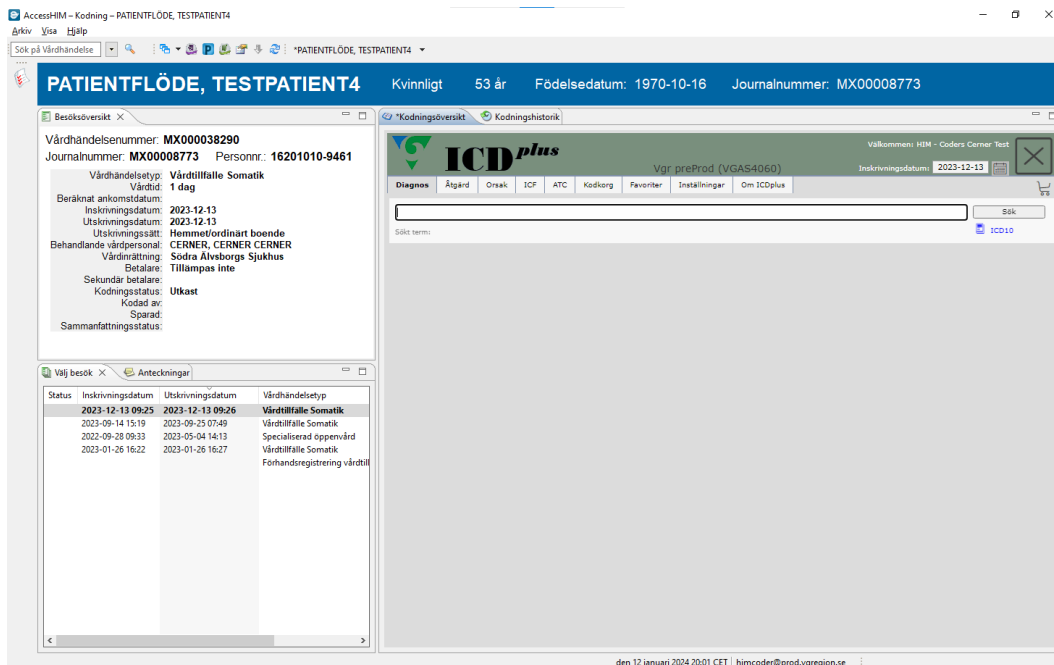 AccessHIM – Kodning – PATIENTFLÖDE, TESTPATIENT4
Arkiv Visa Hjälp
Sök på Vårdhändelse *PATIENTFLÖDE, TESTPATIENT4
PATIENTFLÖDE, TESTPATIENT4 Kvinnligt 53 år Födelsedatum: 1970-10-16 Journalnummer: MX00008773
Besöksöversikt
Vårdhändelsenummer: MX000038290
Journalnummer: MX00008773 Personnr.: 16201010-9461
Vårdhändelsetyp: Vårdtillfälle Somatik
Vårdtid: 1 dag
Beräknat ankomstdatum:
Inskrivningsdatum: 2023-12-13
Utskrivningsdatum: 2023-12-13
Utskrivningssätt: Hemmet/ordinärt boende
Behandlande vårdpersonal: CERNER, CERNER CERNER
Vårdinrättning: Södra Älvsborgs Sjukhus
Betalare: Tillämpas inte
Sekundär betalare:
Kodningsstatus: Utkast
Kodad av:
Sparad:
Sammanfattningsstatus:
Välj besök Anteckningar
Status Inskrivningsdatum Utskrivningsdatum Vårdhändelsetyp
2023-12-13 09:25 2023-12-13 09:26 Vårdtillfälle Somatik
2023-09-14 15:19 2023-09-25 07:49 Vårdtillfälle Somatik
2022-09-28 09:33 2023-05-04 14:13 Specialiserad öppenvård
2023-01-26 16:22 2023-01-26 16:27 Vårdtillfälle Somatik
Förhandsregistrering vårdtill
*Kodningsöversikt Kodningshistorik
ICD plus
Vgr preProd (VGAS4060)
Välkommen: HIM - Coders Cerner Test
Inskrivningsdatum: 2023-12-13
Diagnos Åtgärd Orsak ICF ATC Kodkorg Favoriter Inställningar Om ICDplus
Sök
Sökt term: ICD10
den 12 januari 2024 20:01 CET himcoder@prod.vgregion.se